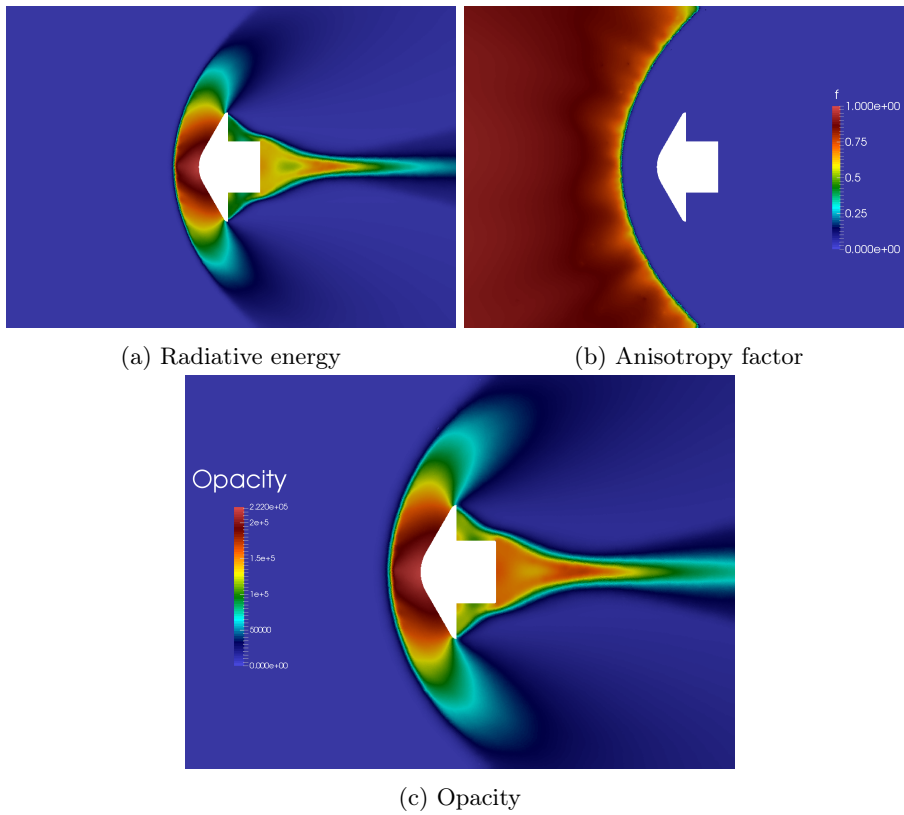 f
1.000e+00
0.75
0.5
0.25
0.000e+00
(a) Radiative energy
(b) Anisotropy factor
Opacity
2.220e+05
2e+5
1.5e+5
1e+5
50000
0.000e+00
(c) Opacity